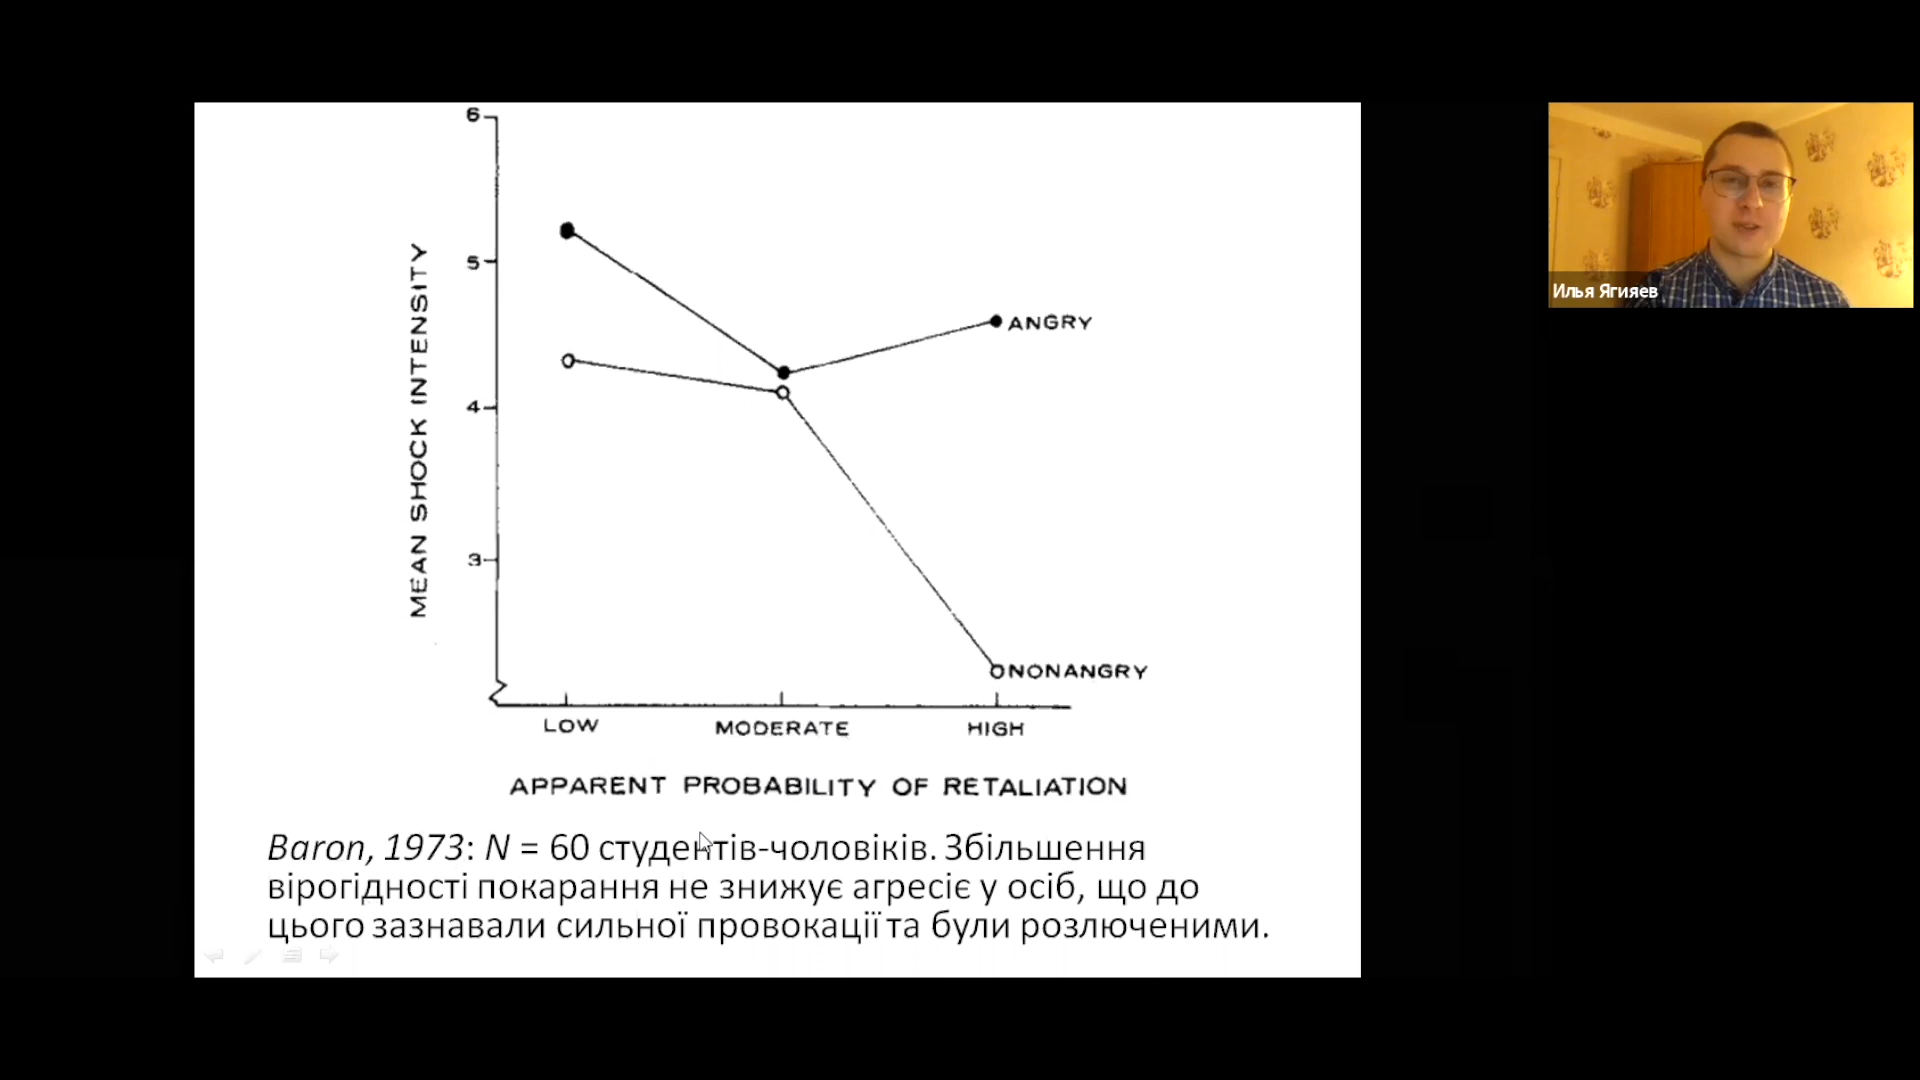 6
5
4
3
MEAN SHOCK INTENSITY
ANGRY
NONANGRY
LOW MODERATE HIGH
APPARENT PROBABILITY OF RETALIATION
Baron, 1973: N = 60 студентів-чоловіків. Збільшення
вірогідності покарання не знижує агресіє у осіб, що до
цього зазнавали сильної провокації та були розлюченими.
Илья Ягияев